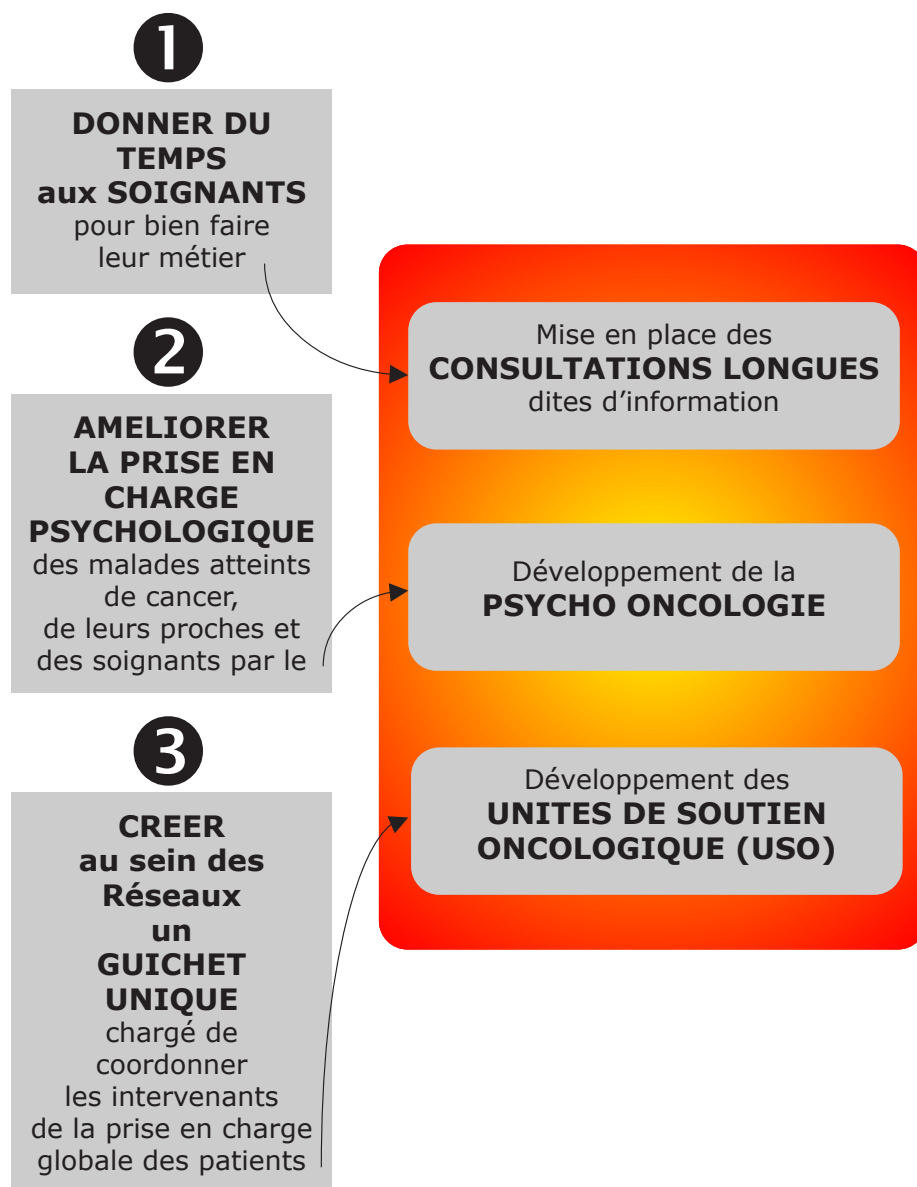 1
DONNER DU
TEMPS
aux SOIGNANTS
pour bien faire
leur métier
Mise en place des
CONSULTATIONS LONGUES
dites d’information
2
AMELIORER
LA PRISE EN
CHARGE
PSYCHOLOGIQUE
des malades atteints
de cancer,
de leurs proches et
des soignants par le
Développement de la
PSYCHO ONCOLOGIE
3
CREER
au sein des
Réseaux
un
GUICHET
UNIQUE
chargé de
coordonner
les intervenants
de la prise en charge
globale des patients
Développement des
UNITES DE SOUTIEN
ONCOLOGIQUE (USO)